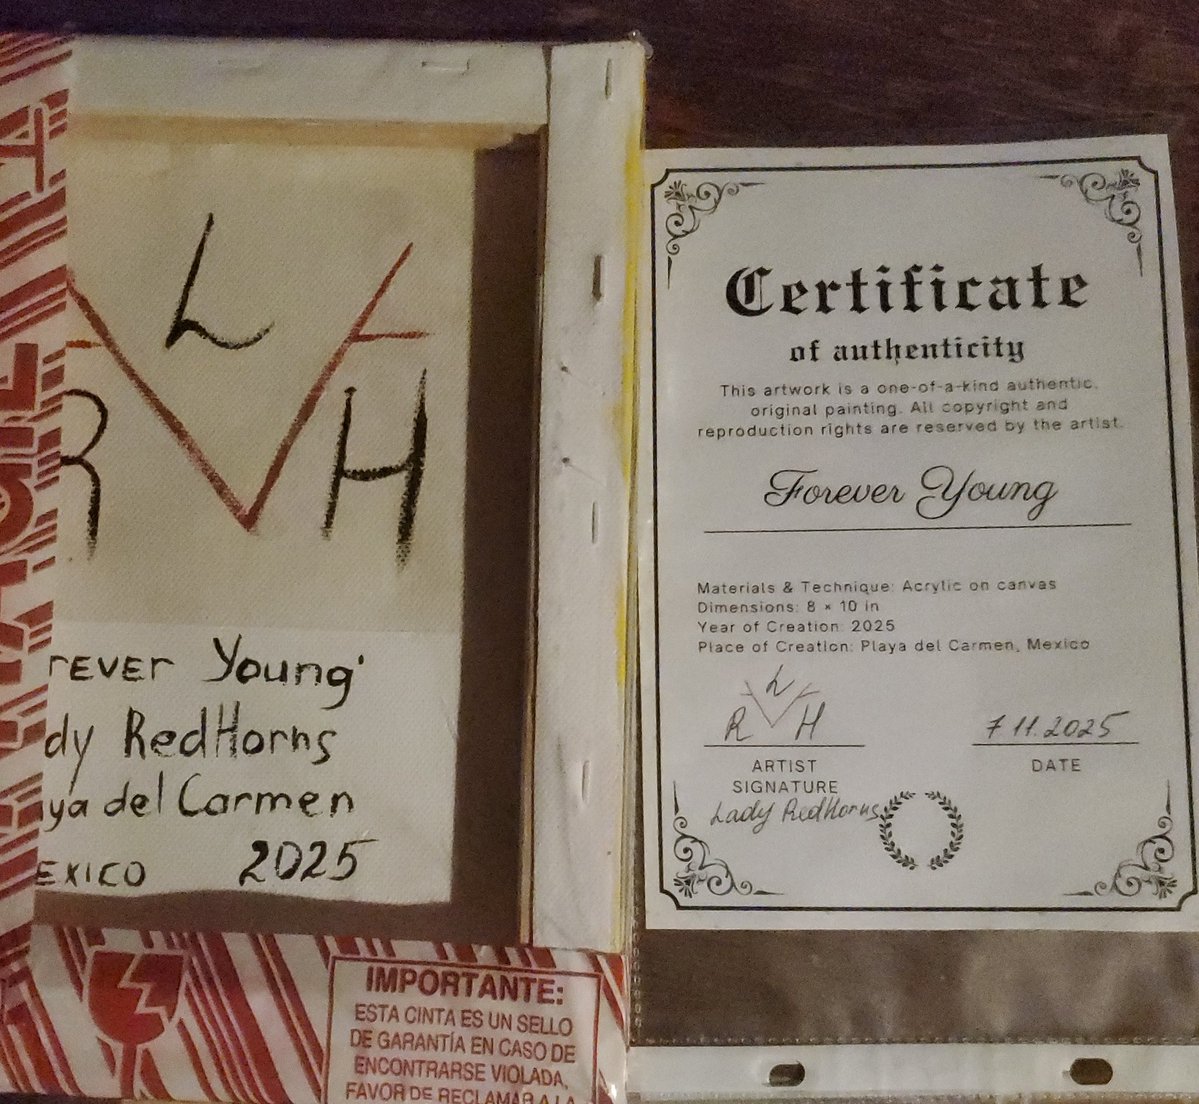 L
R H
rever Young'
dy RedHorns
ya del Carmen
exico 2025
IMPORTANTE:
ESTA CINTA ES UN SELLO
DE GARANTÍA EN CASO DE
ENCONTRARSE VIOLADA,
FAVOR DE RECLAMAR A LA
Certificate
of authenticity
This artwork is a one-of-a-kind authentic,
original painting. All copyright and
reproduction rights are reserved by the artist.
Forever Young
Materials & Technique: Acrylic on canvas
Dimensions: 8 × 10 in
Year of Creation: 2025
Place of Creation: Playa del Carmen, Mexico
L
R H 7 11.2025
ARTIST DATE
SIGNATURE
Lady RedHorns